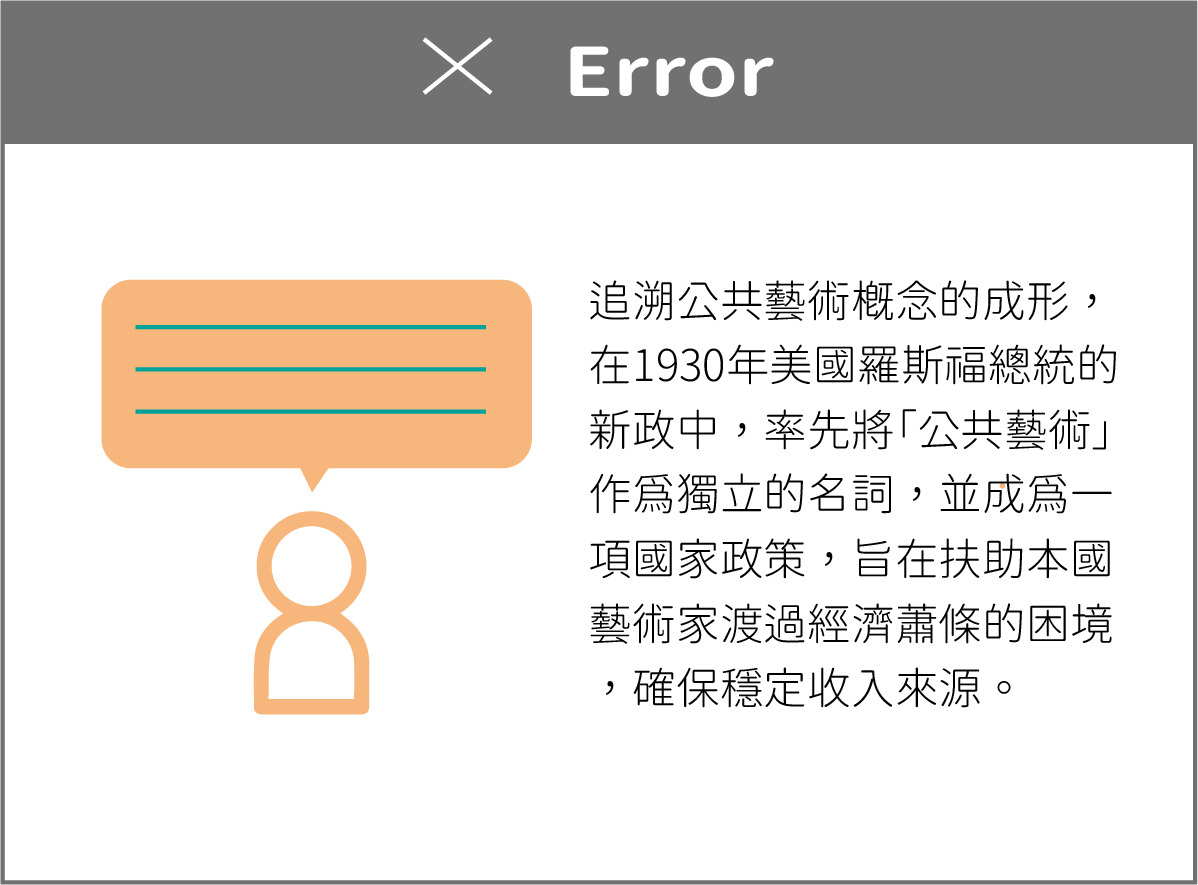 Error
追溯公共藝術概念的成形，
在1930年美國羅斯福總統的
新政中，率先將「公共藝術」
作爲獨立的名詞，並成爲一
項國家政策，旨在扶助本國
藝術家渡過經濟蕭條的困境
，確保穩定收入來源。